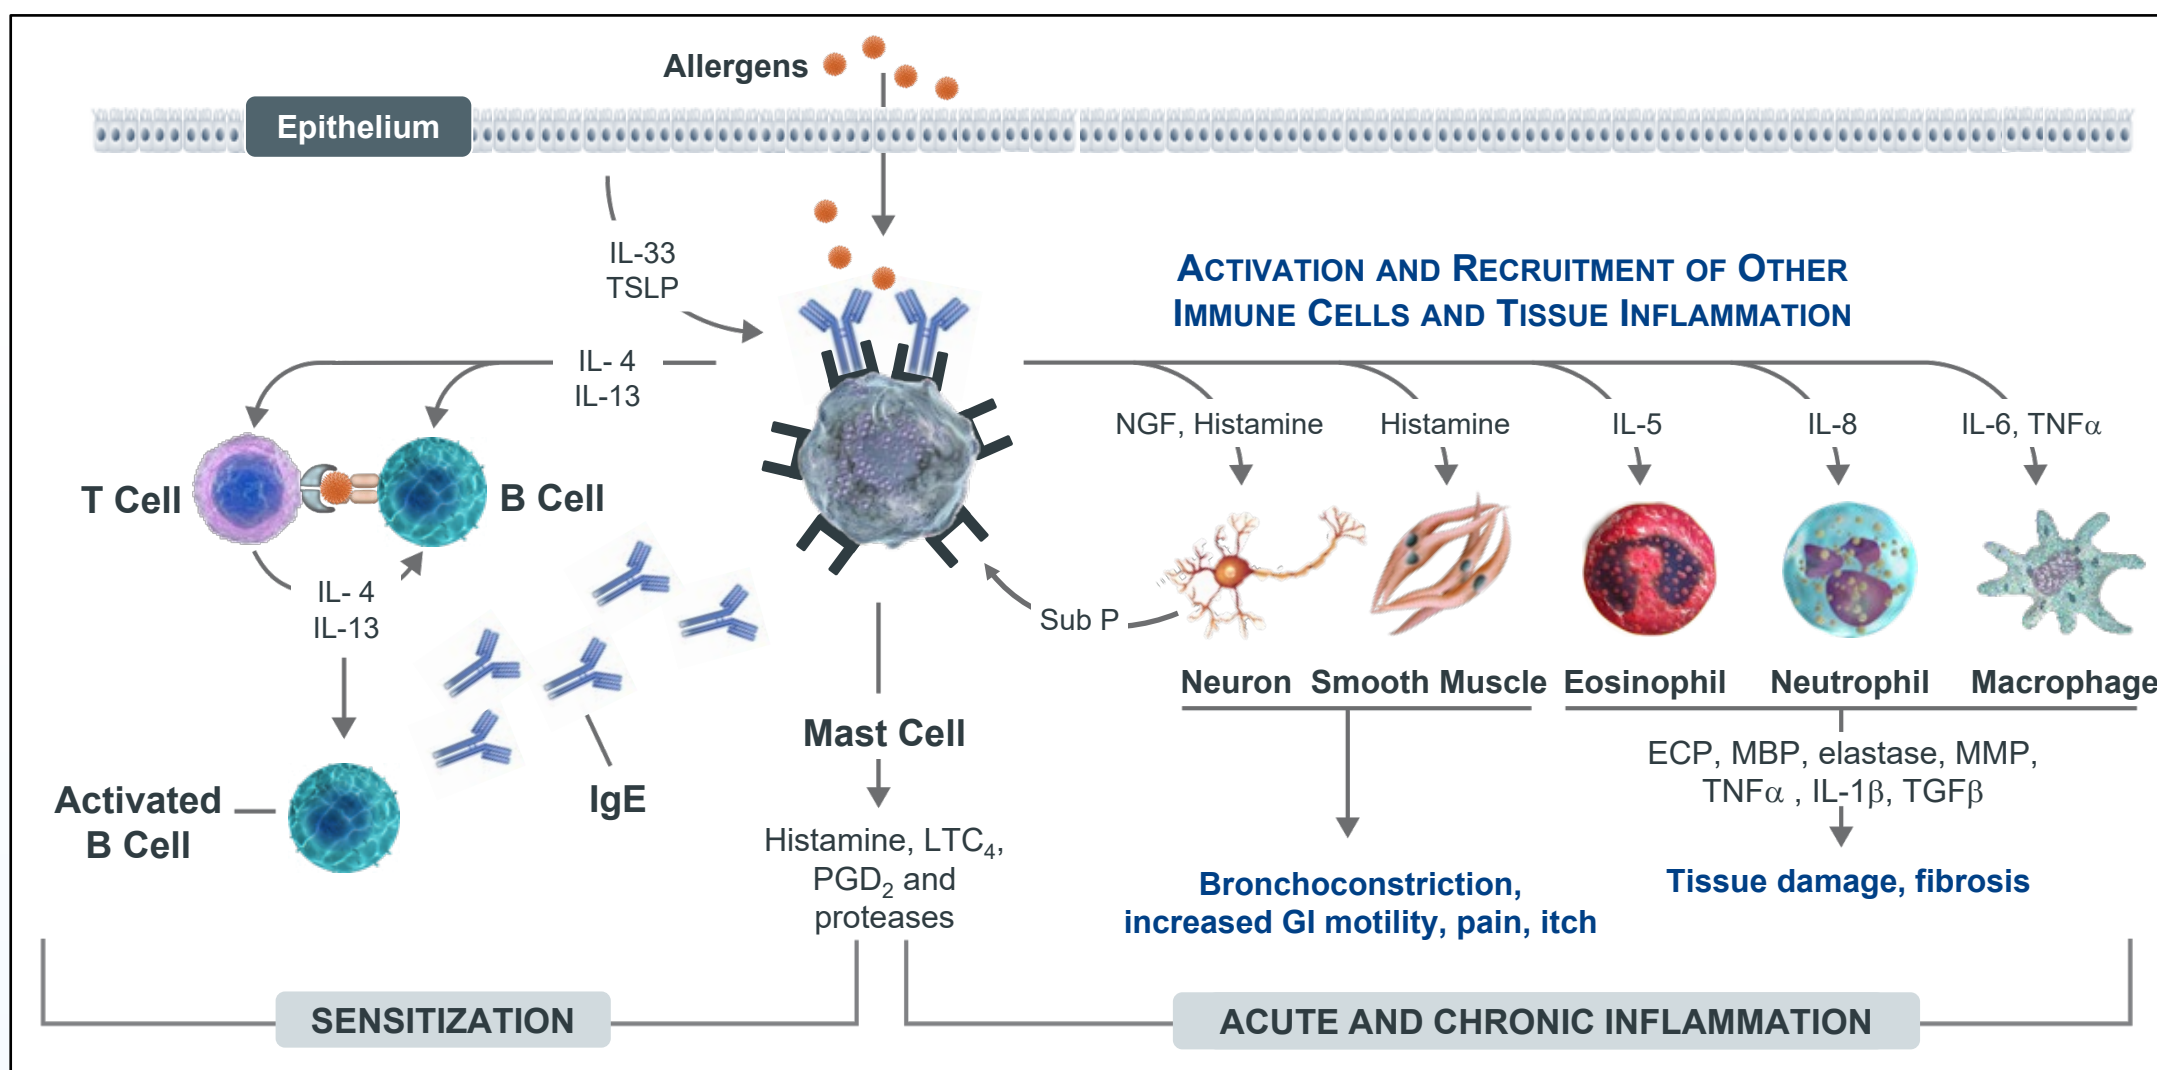 Allergens
Epithelium
IL-33
TSLP
ACTIVATION AND RECRUITMENT OF OTHER
IMMUNE CELLS AND TISSUE INFLAMMATION
IL- 4
IL-13
NGF, Histamine
Histamine
IL-5
IL-8
IL-6, TNFα
T Cell
B Cell
IL- 4
IL-13
Sub P
Neuron
Smooth Muscle
Eosinophil
Neutrophil
Macrophage
Mast Cell
ECP, MBP, elastase, MMP,
TNFα , IL-1β, TGFβ
Activated
B Cell
IgE
Histamine, LTC₄,
PGD₂ and
proteases
Bronchoconstriction,
increased GI motility, pain, itch
Tissue damage, fibrosis
SENSITIZATION
ACUTE AND CHRONIC INFLAMMATION